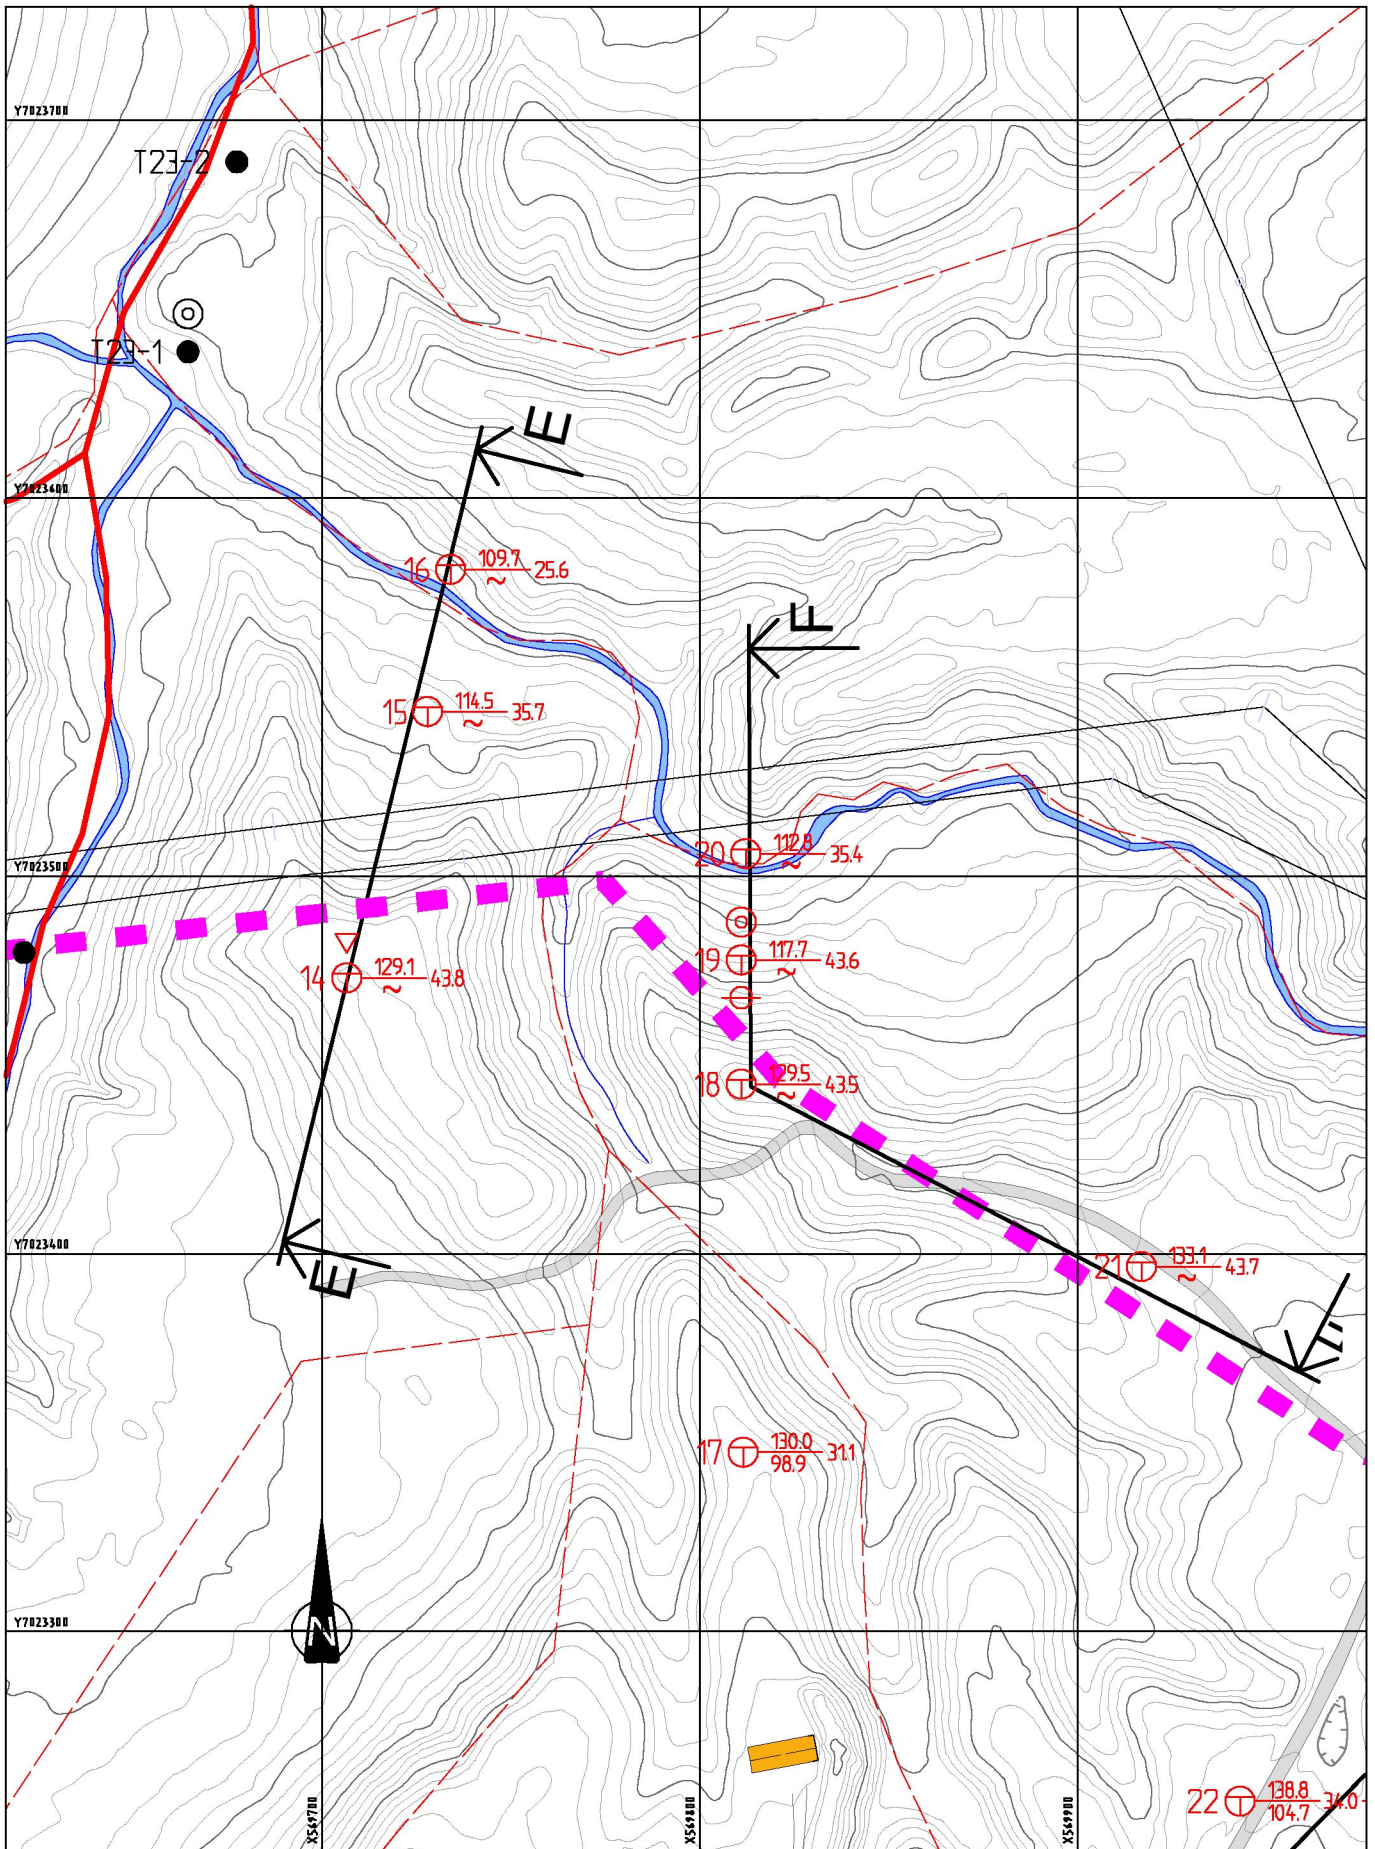 Y7023700
T23-2
T23-1
E
Y7023600
16 109.7 ~ 25.6
F
15 114.5 ~ 35.7
20 112.8 ~ 35.4
Y7023500
19 117.7 ~ 43.6
14 129.1 ~ 43.8
18 129.5 ~ 43.5
Y7023400
21 133.1 ~ 43.7
E
F
17 130.0 98.9 31.1
Y7023300
N
22 138.8 104.7 34.0
X569700
X569800
X569900